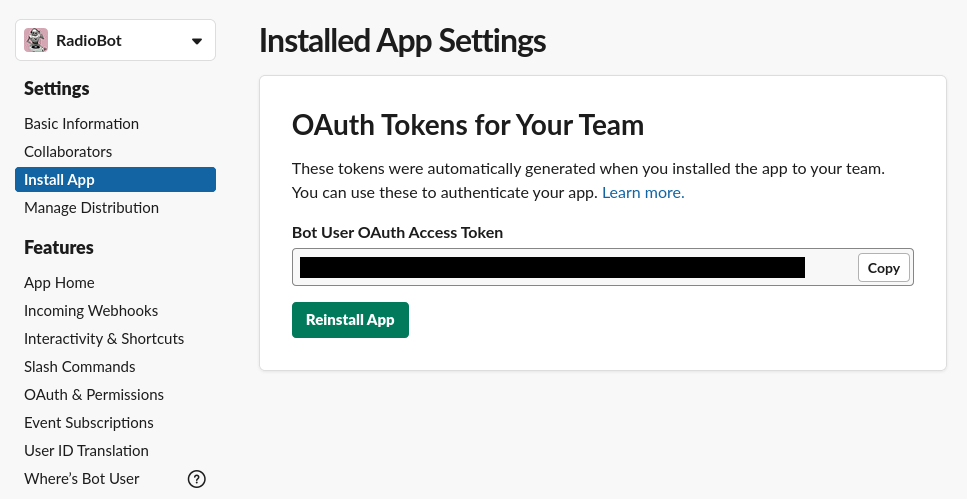 RadioBot
Settings
Basic Information
Collaborators
Install App
Manage Distribution
Features
App Home
Incoming Webhooks
Interactivity & Shortcuts
Slash Commands
OAuth & Permissions
Event Subscriptions
User ID Translation
Where's Bot User
?
Installed App Settings
OAuth Tokens for Your Team
These tokens were automatically generated when you installed the app to your team.
You can use these to authenticate your app. Learn more.
Bot User OAuth Access Token
Copy
Reinstall App